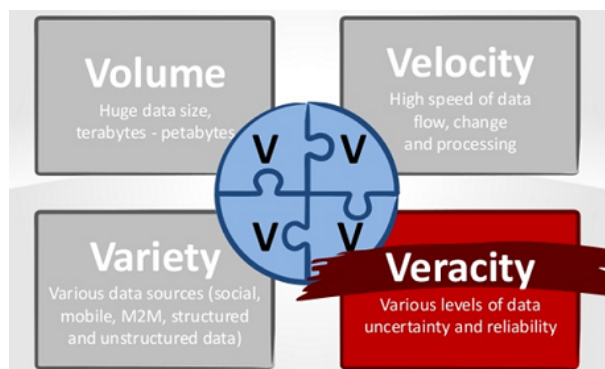 Volume
Huge data size,
terabytes - petabytes
Velocity
High speed of data
flow, change
and processing
V
V
V
V
Variety
Various data sources (social,
mobile, M2M, structured
and unstructured data)
Veracity
Various levels of data
uncertainty and reliability